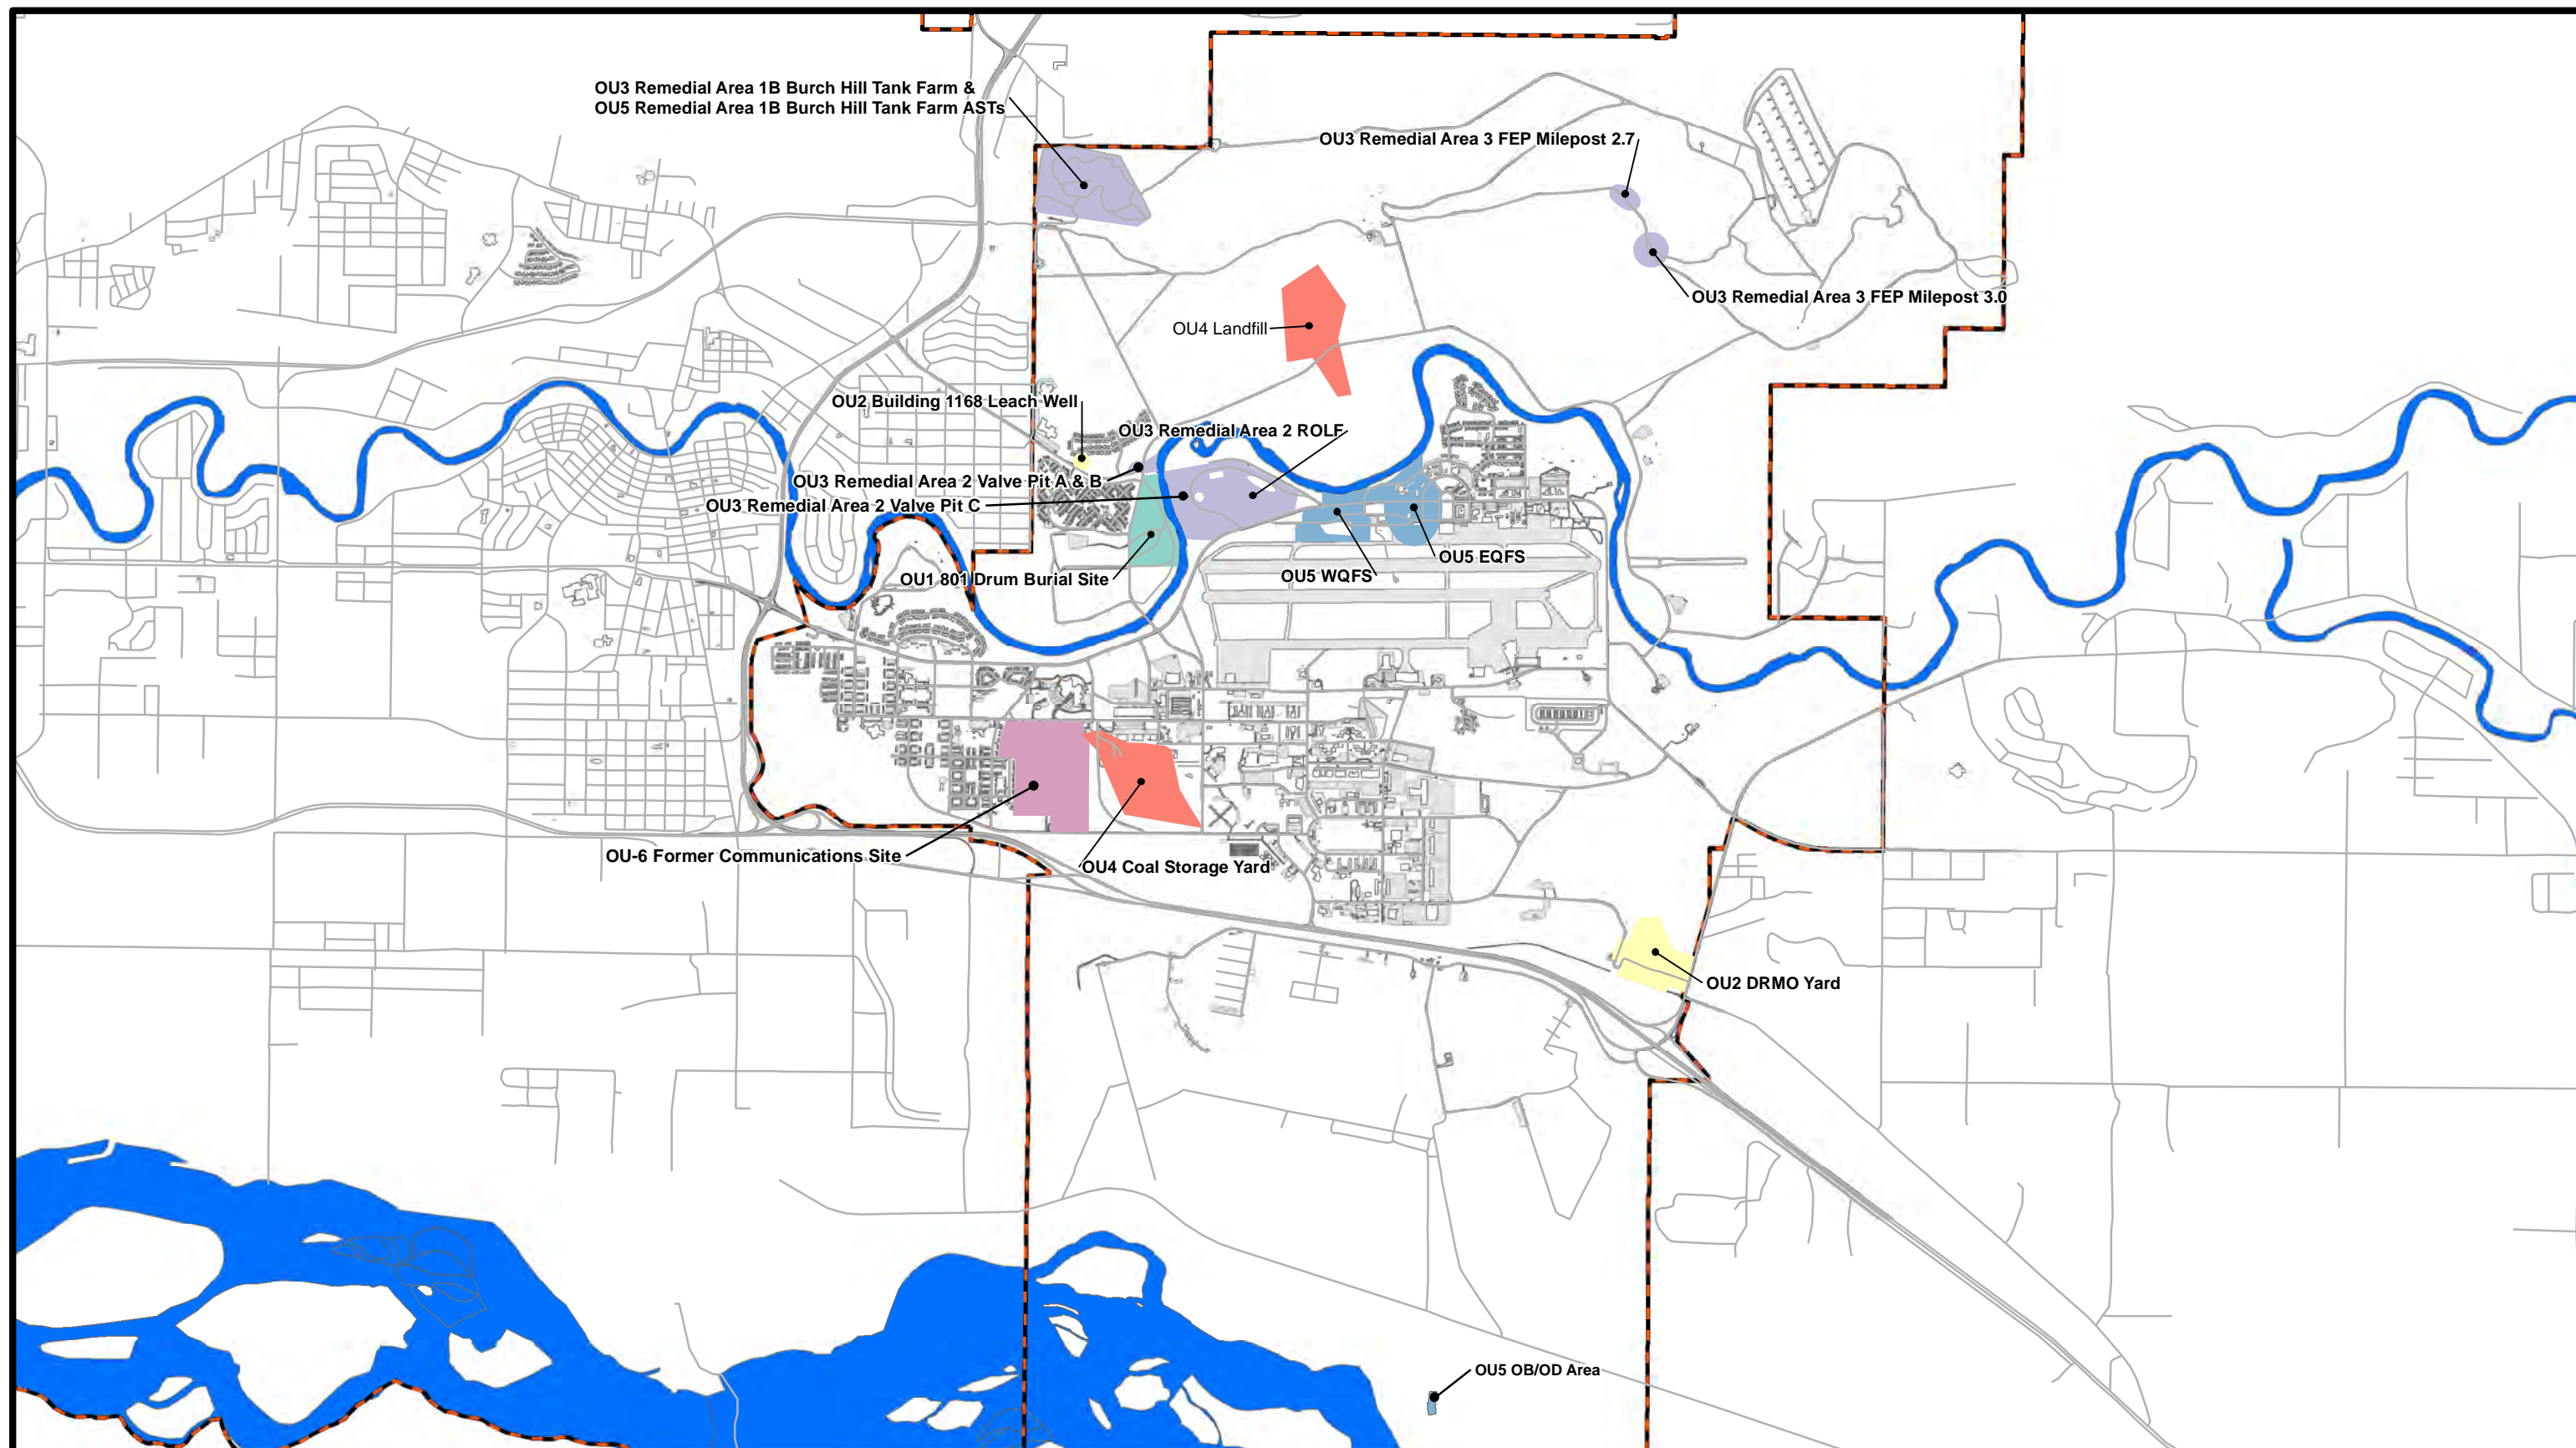 OU3 Remedial Area 1B Burch Hill Tank Farm &
OU5 Remedial Area 1B Burch Hill Tank Farm ASTs
OU3 Remedial Area 3 FEP Milepost 2.7
OU3 Remedial Area 3 FEP Milepost 3.0
OU4 Landfill
OU2 Building 1168 Leach Well
OU3 Remedial Area 2 ROLF
OU3 Remedial Area 2 Valve Pit A & B
OU3 Remedial Area 2 Valve Pit C
OU5 EQFS
OU5 WQFS
OU1 801 Drum Burial Site
OU-6 Former Communications Site
OU4 Coal Storage Yard
OU2 DRMO Yard
OU5 OB/OD Area